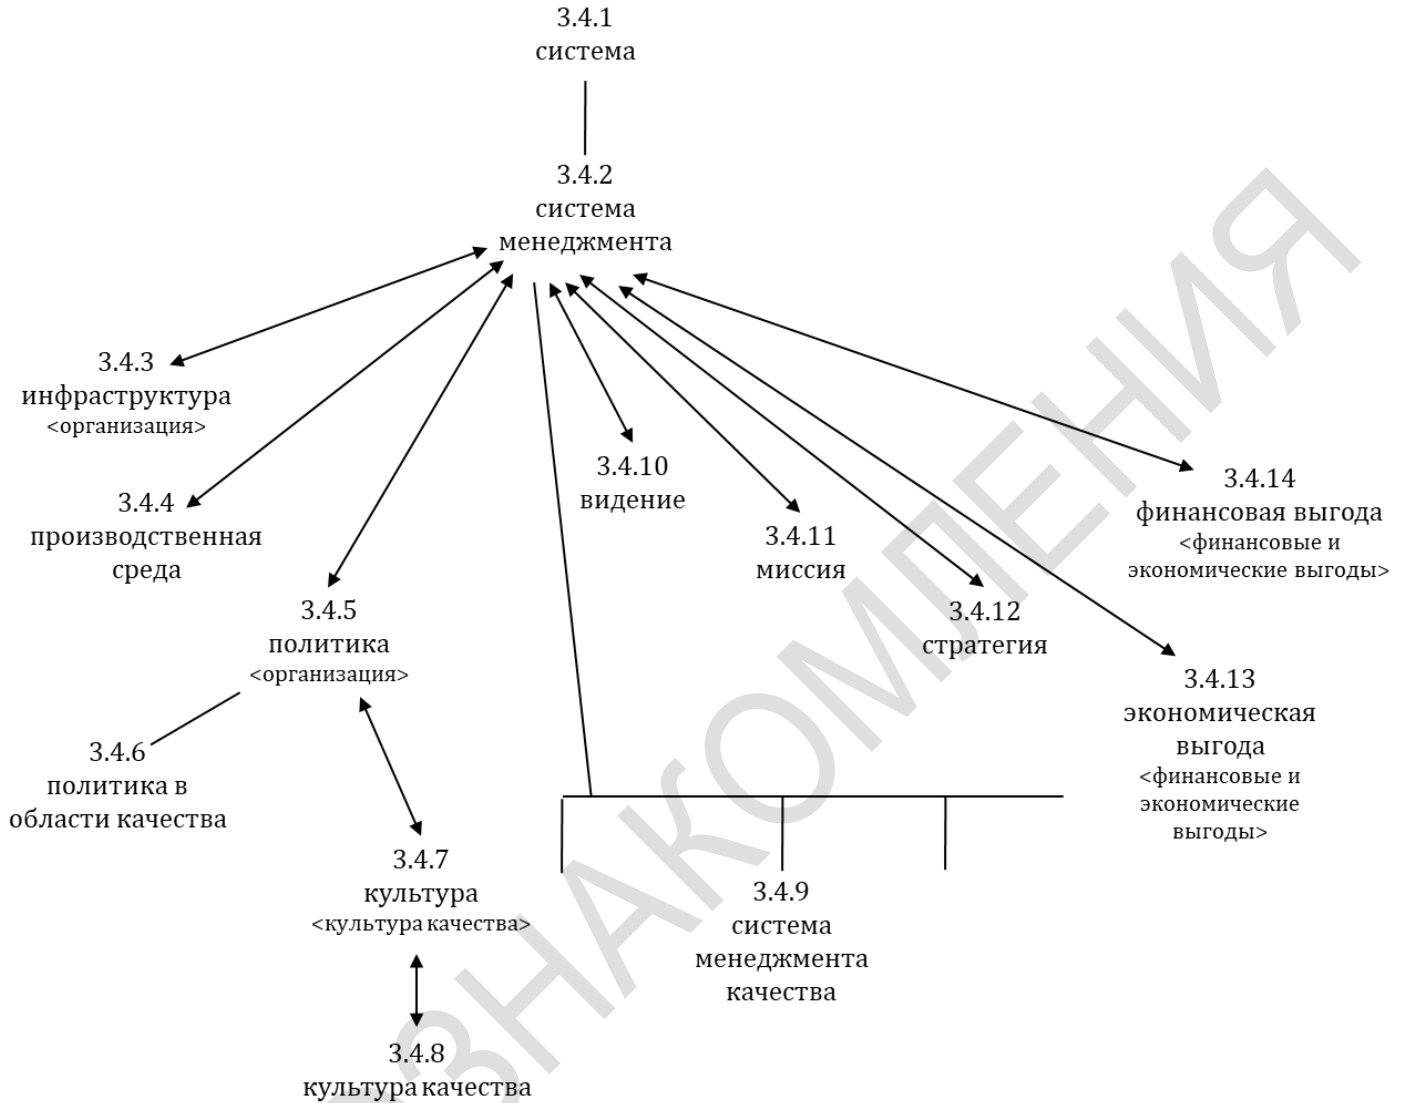 3.4.1
система
3.4.2
система
менеджмента
3.4.3
инфраструктура
<организация>
3.4.4
производственная
среда
3.4.5
политика
<организация>
3.4.6
политика в
области качества
3.4.7
культура
<культура качества>
3.4.8
культура качества
3.4.9
система
менеджмента
качества
3.4.10
видение
3.4.11
миссия
3.4.12
стратегия
3.4.13
экономическая
выгода
<финансовые и
экономические
выгоды>
3.4.14
финансовая выгода
<финансовые и
экономические выгоды>
ЗНАКОМЛЕНИЯ